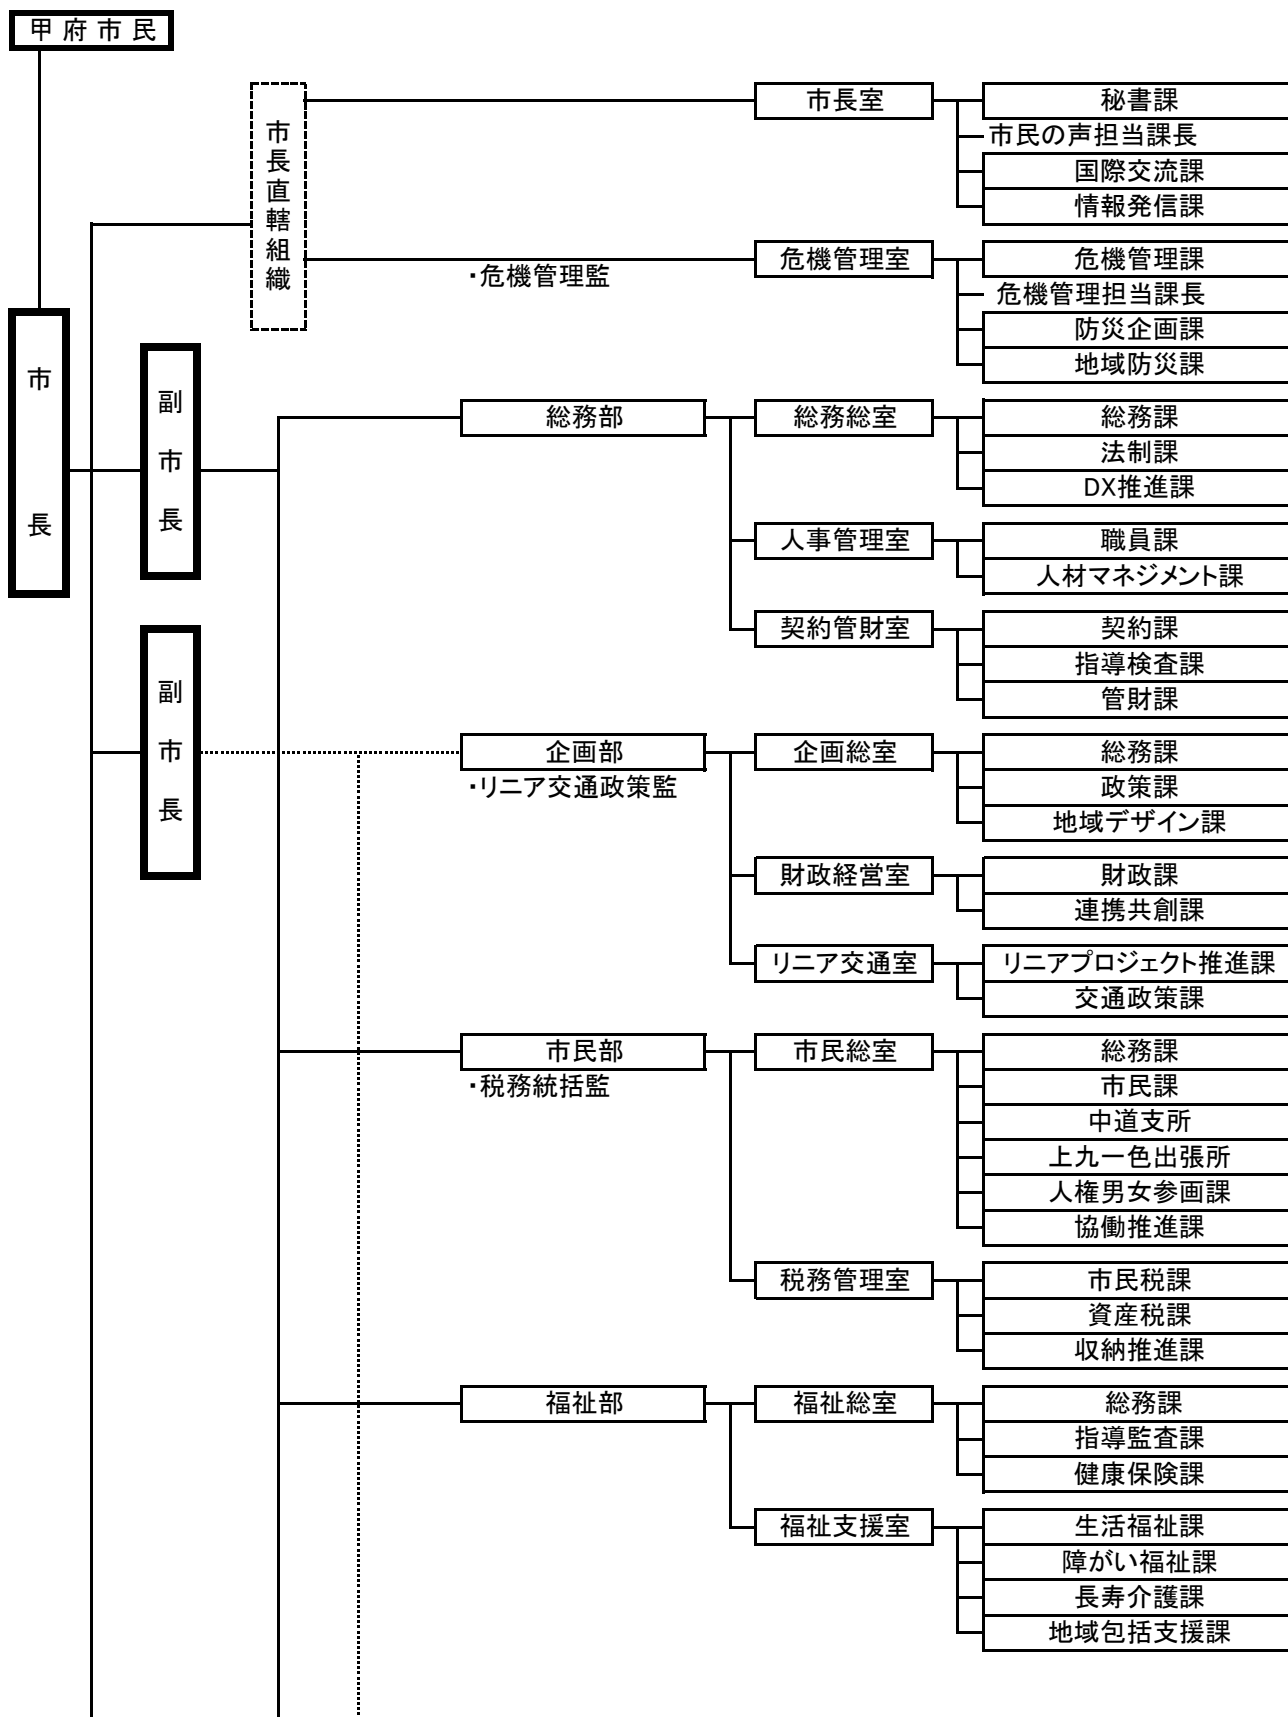 甲府市民
市長直轄組織
市長室
秘書課
市民の声担当課長
国際交流課
情報発信課
・危機管理監
危機管理室
危機管理課
危機管理担当課長
防災企画課
地域防災課
市長
副市長
総務部
総務総室
総務課
法制課
DX推進課
人事管理室
職員課
人材マネジメント課
契約管財室
契約課
指導検査課
管財課
副市長
企画部
・リニア交通政策監
企画総室
総務課
政策課
地域デザイン課
財政経営室
財政課
連携共創課
リニア交通室
リニアプロジェクト推進課
交通政策課
市民部
・税務統括監
市民総室
総務課
市民課
中道支所
上九一色出張所
人権男女参画課
協働推進課
税務管理室
市民税課
資産税課
収納推進課
福祉部
福祉総室
総務課
指導監査課
健康保険課
福祉支援室
生活福祉課
障がい福祉課
長寿介護課
地域包括支援課